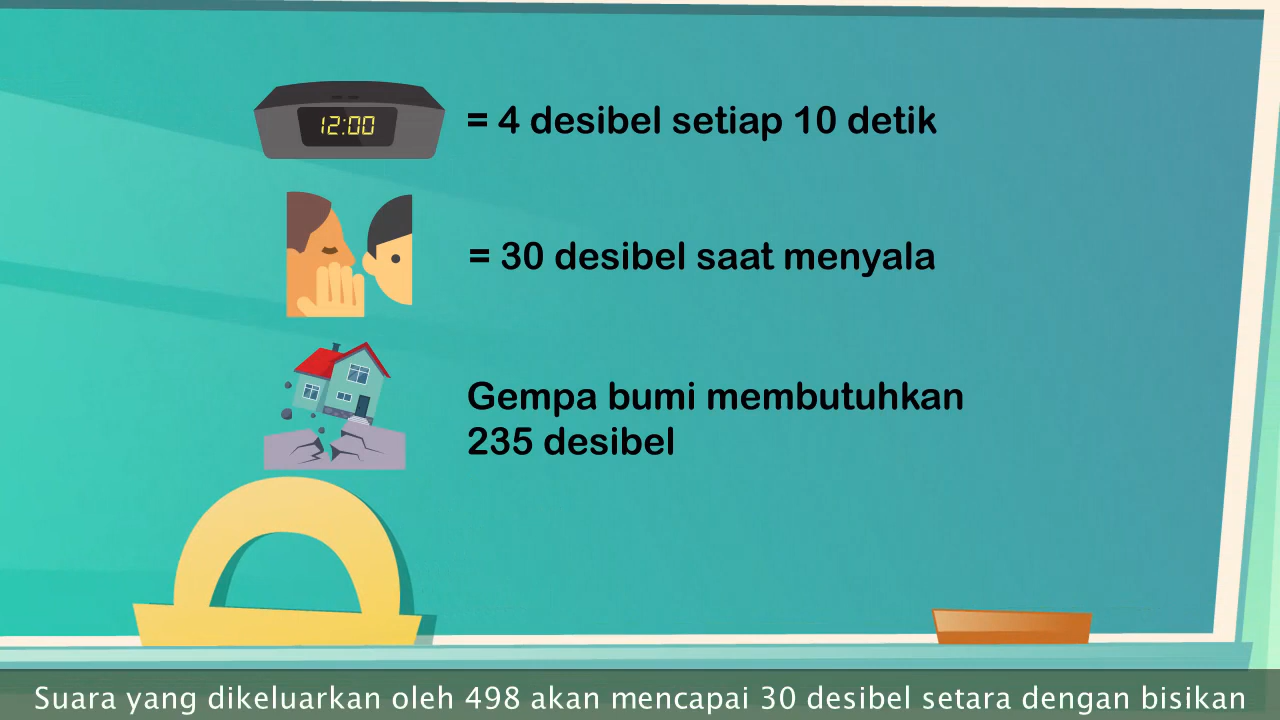 12:00
= 4 desibel setiap 10 detik
= 30 desibel saat menyala
Gempa bumi membutuhkan
235 desibel
Suara yang dikeluarkan oleh 498 akan mencapai 30 desibel setara dengan bisikan